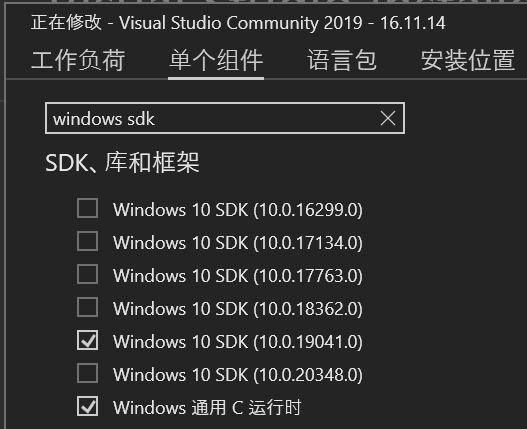 正在修改 - Visual Studio Community 2019 - 16.11.14
工作负荷 单个组件 语言包 安装位置
windows sdk
SDK、库和框架
Windows 10 SDK (10.0.16299.0)
Windows 10 SDK (10.0.17134.0)
Windows 10 SDK (10.0.17763.0)
Windows 10 SDK (10.0.18362.0)
Windows 10 SDK (10.0.19041.0)
Windows 10 SDK (10.0.20348.0)
Windows 通用 C 运行时